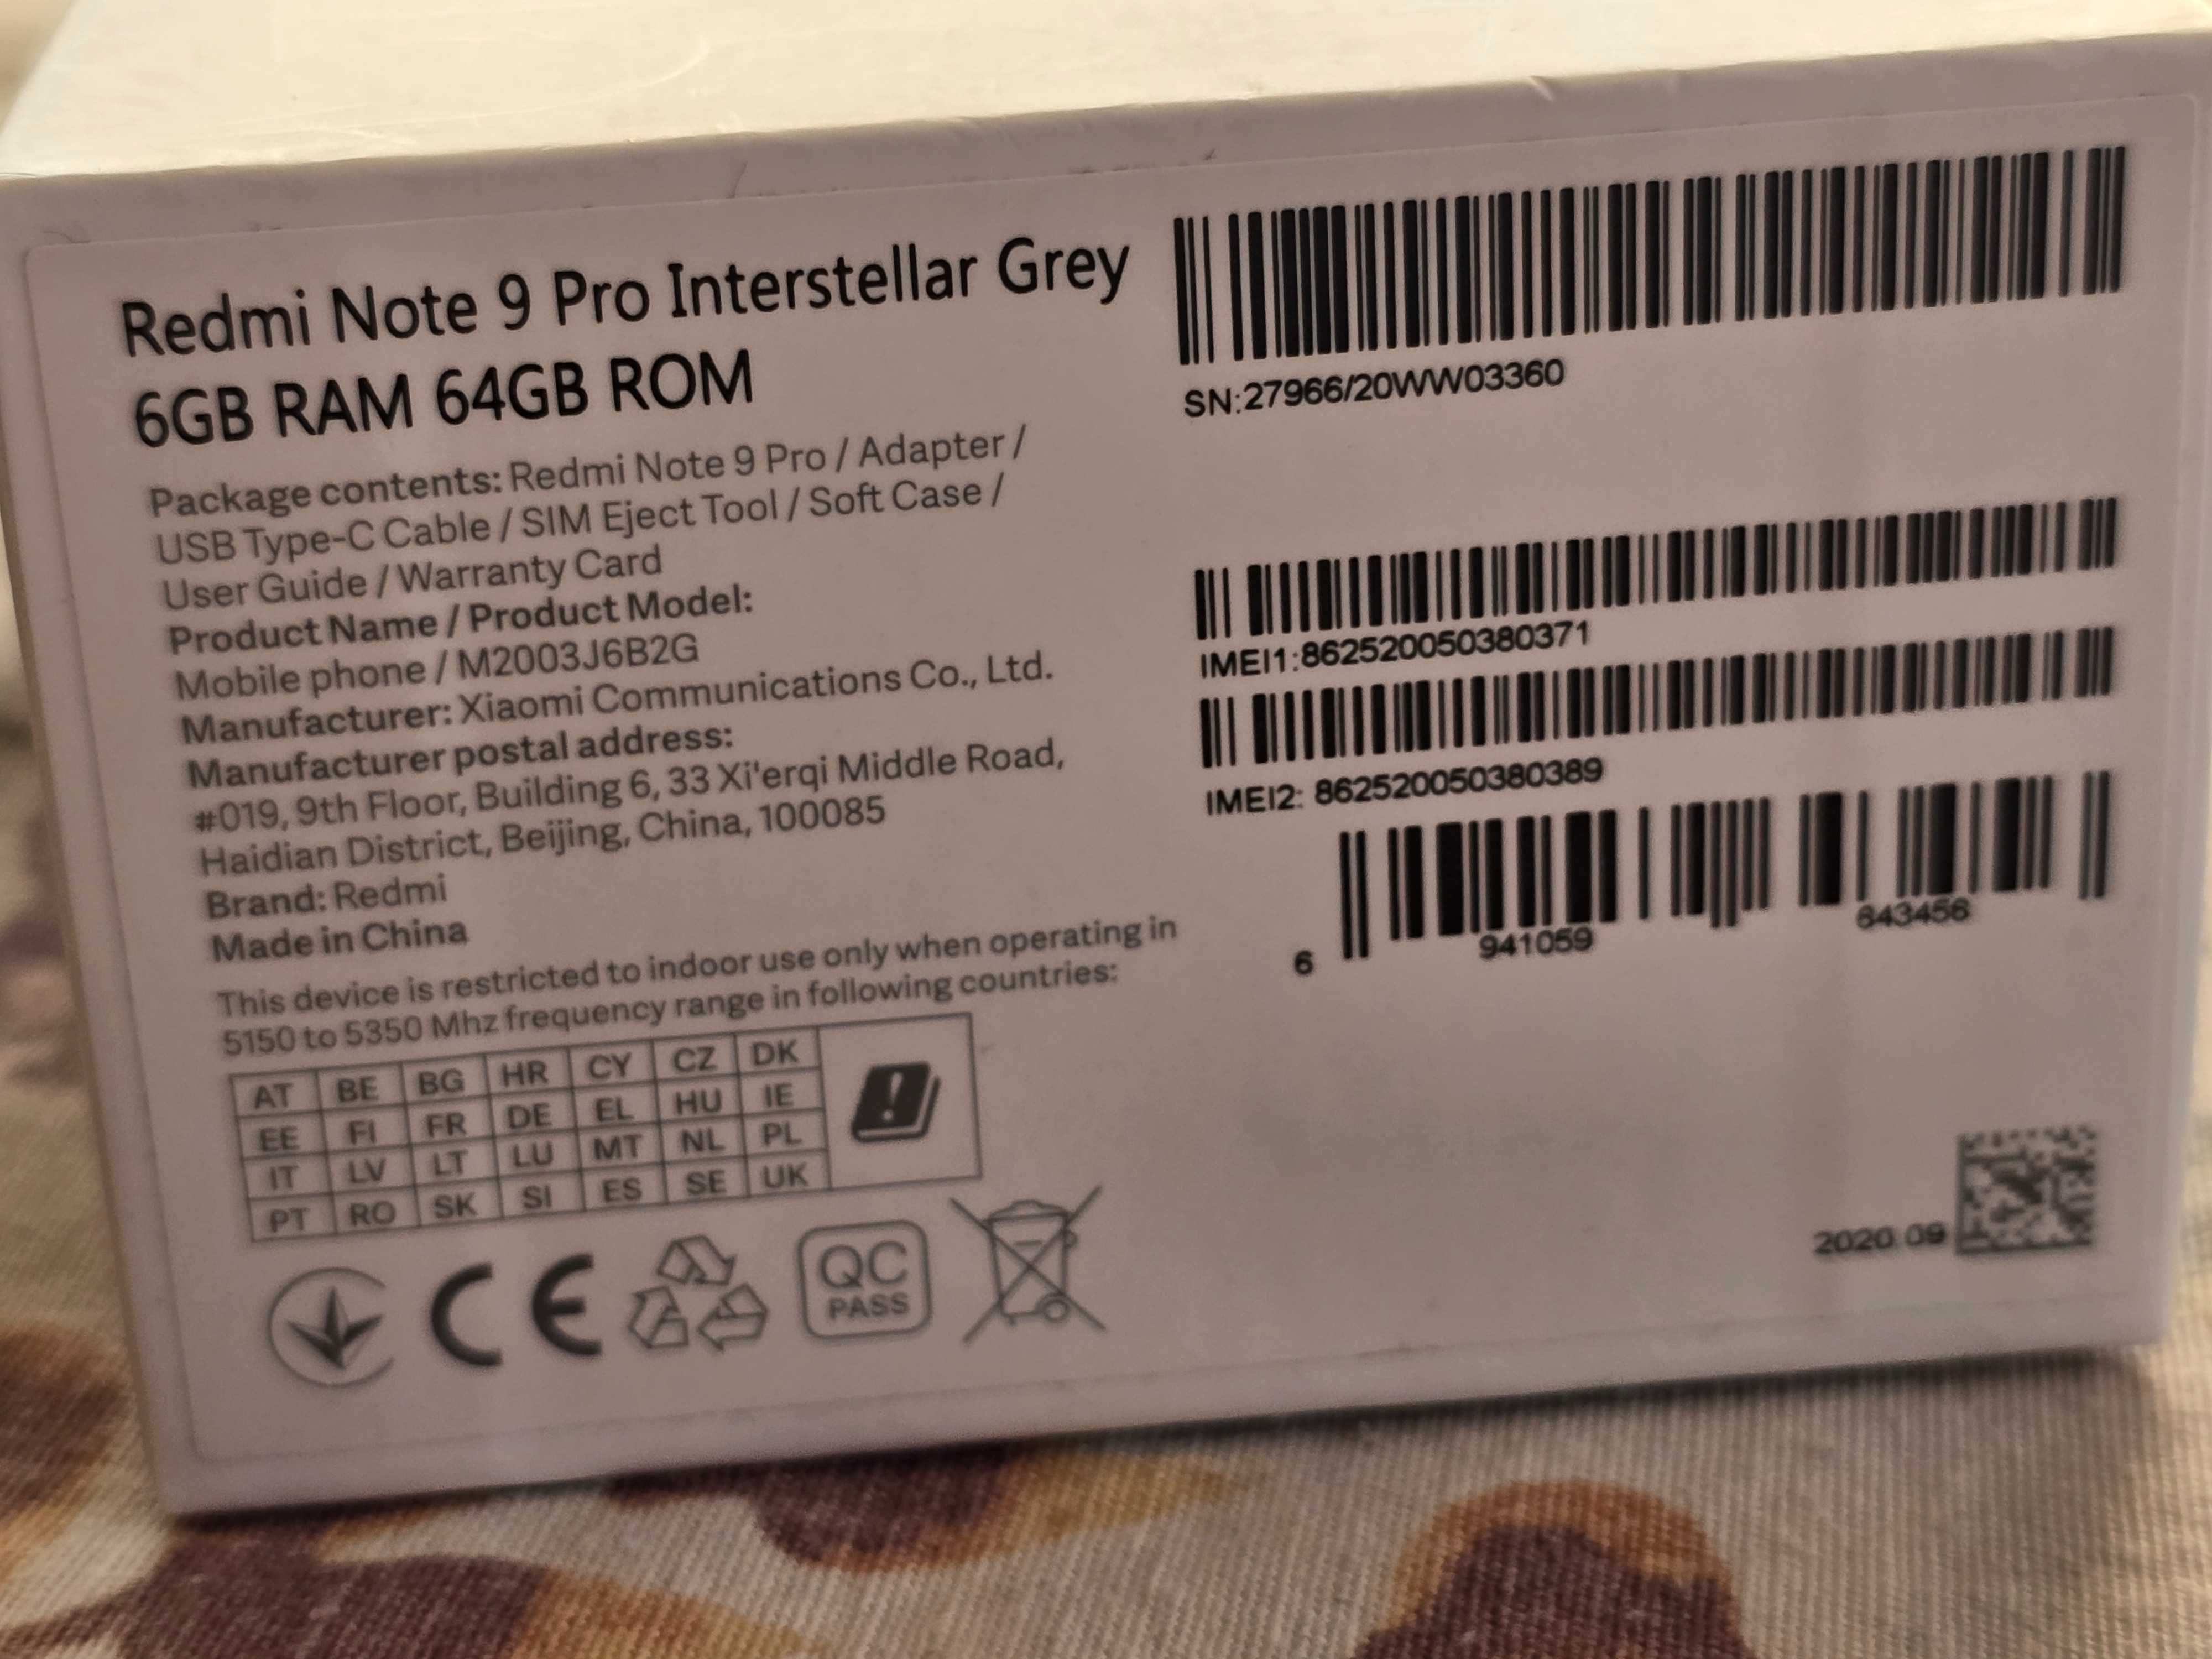 Redmi Note 9 Pro Interstellar Grey
6GB RAM 64GB ROM
Package contents: Redmi Note 9 Pro / Adapter /
USB Type-C Cable / SIM Eject Tool / Soft Case /
User Guide / Warranty Card
Product Name / Product Model:
Mobile phone / M2003J6B2G
Manufacturer: Xiaomi Communications Co., Ltd.
Manufacturer postal address:
#019, 9th Floor, Building 6, 33 Xi'erqi Middle Road,
Haidian District, Beijing, China, 100085
Brand: Redmi
Made in China
This device is restricted to indoor use only when operating in
5150 to 5350 Mhz frequency range in following countries:
AT BE BG HR CY CZ DK
EE FI FR DE EL HU IE
IT LV LT LU MT NL PL
PT RO SK SI ES SE UK
CE
QC
PASS
SN:27966/20WW03360
IMEI1:862520050380371
IMEI2: 862520050380389
6 941059 643456
2020 09